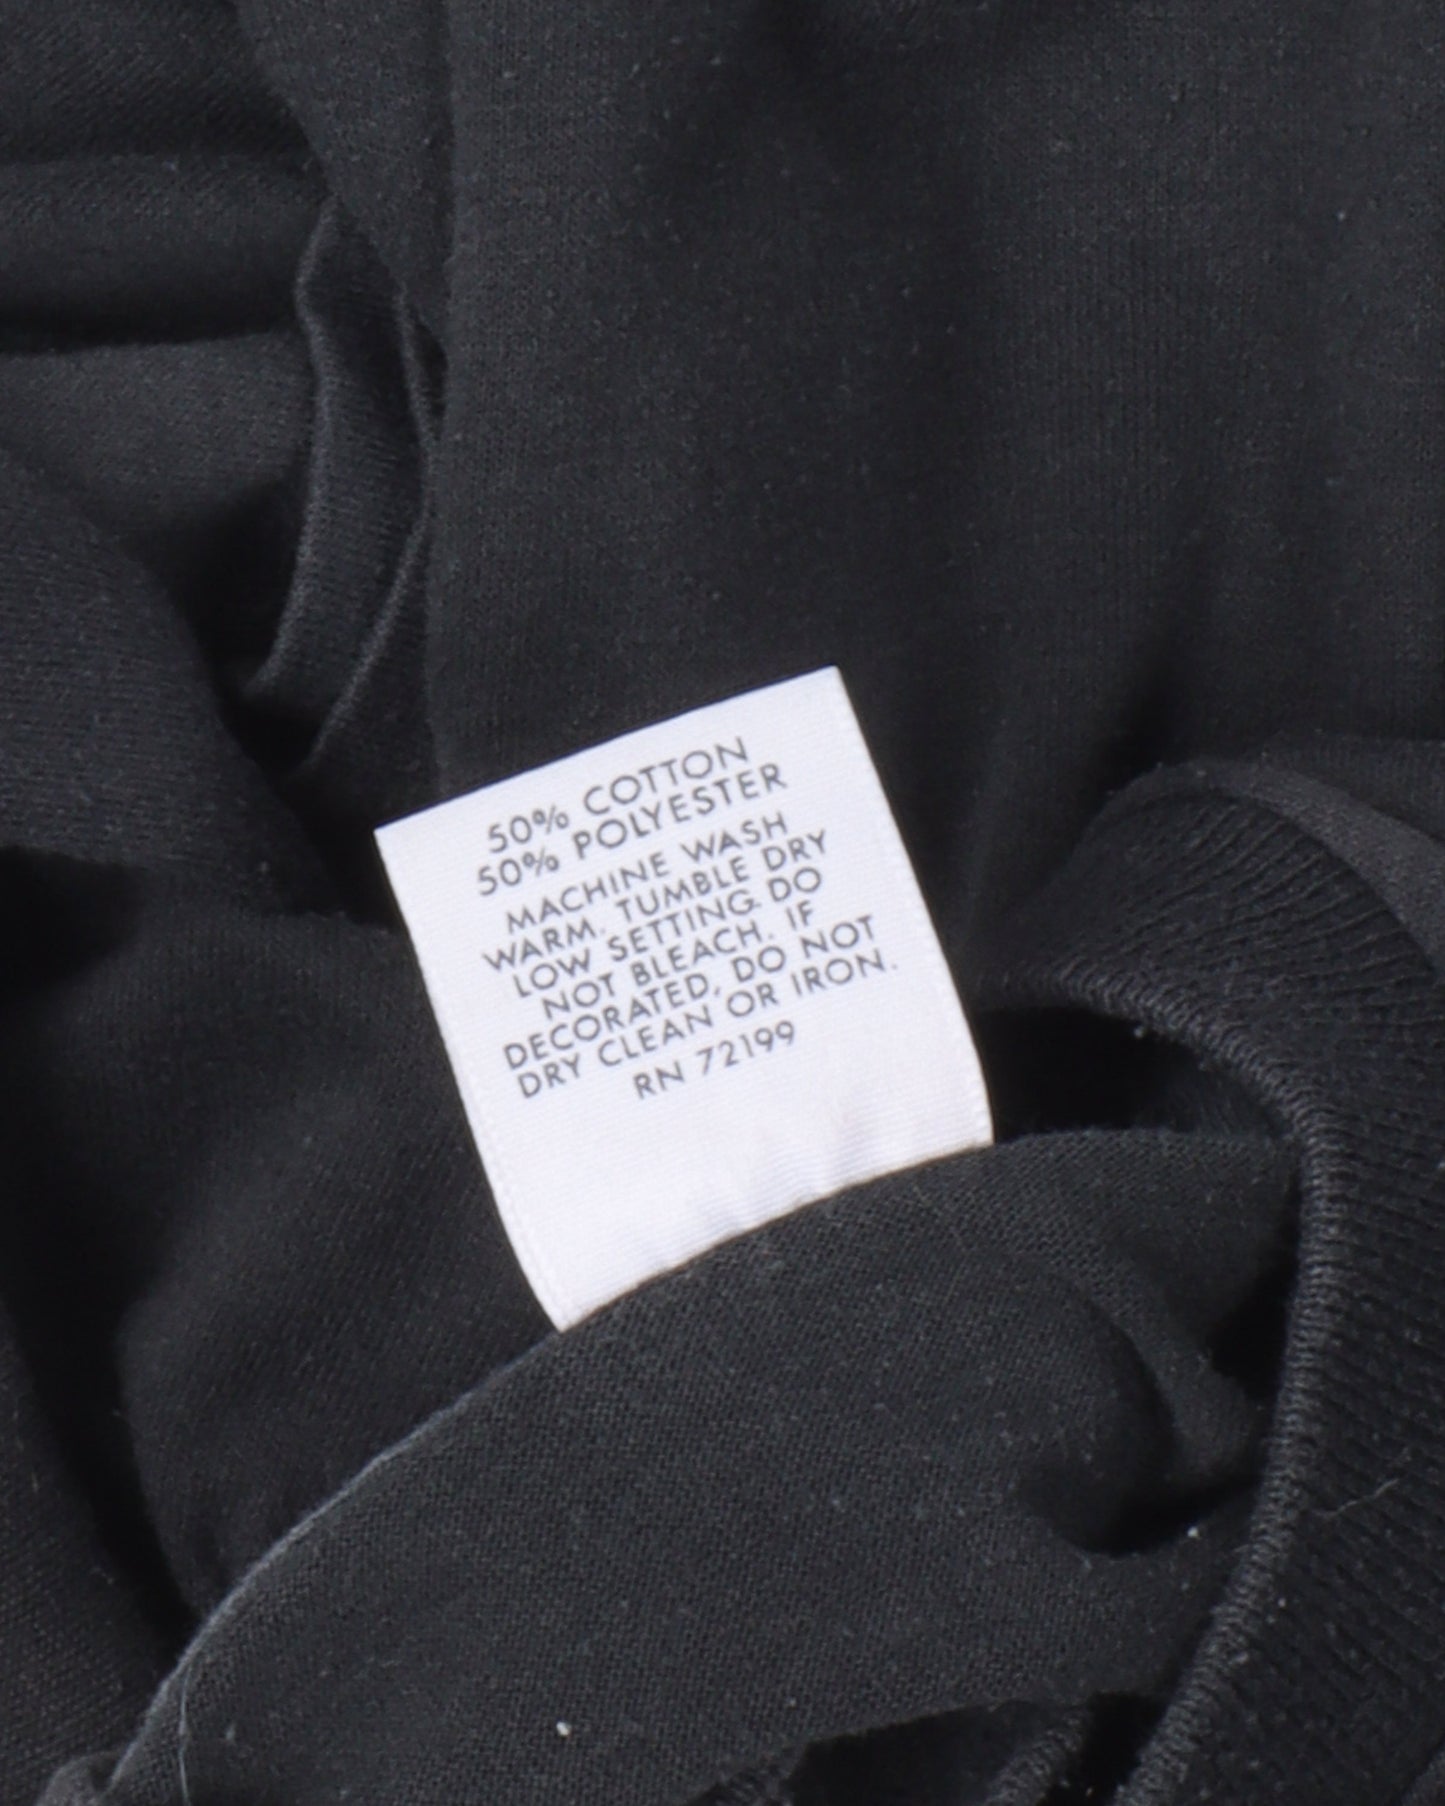 50% COTTON
50% POLYESTER
MACHINE WASH
WARM. TUMBLE DRY
LOW SETTING. DO
NOT BLEACH. IF
DECORATED, DO NOT
DRY CLEAN OR IRON.
RN 72199